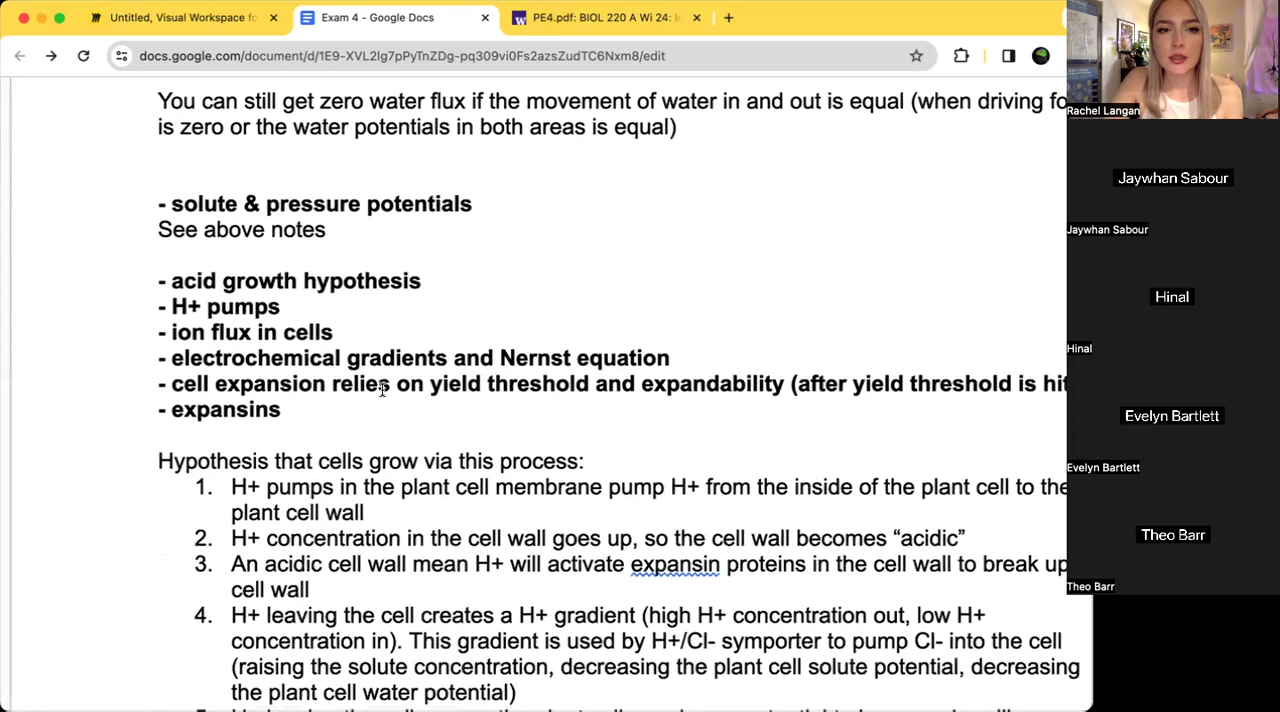 Untitled, Visual Workspace fo
Exam 4 - Google Docs
PE4.pdf: BIOL 220 A Wi 24: I
docs.google.com/document/d/1E9-XVL2Ig7pPyTnZDg-pq309vi0Fs2azsZudTC6Nxm8/edit
You can still get zero water flux if the movement of water in and out is equal (when driving fo
is zero or the water potentials in both areas is equal)
- solute & pressure potentials
See above notes
- acid growth hypothesis
- H+ pumps
- ion flux in cells
- electrochemical gradients and Nernst equation
- cell expansion relies on yield threshold and expandability (after yield threshold is hit
- expansins
Hypothesis that cells grow via this process:
1. H+ pumps in the plant cell membrane pump H+ from the inside of the plant cell to the
plant cell wall
2. H+ concentration in the cell wall goes up, so the cell wall becomes “acidic”
3. An acidic cell wall mean H+ will activate expansin proteins in the cell wall to break up
cell wall
4. H+ leaving the cell creates a H+ gradient (high H+ concentration out, low H+
concentration in). This gradient is used by H+/Cl- symporter to pump Cl- into the cell
(raising the solute concentration, decreasing the plant cell solute potential, decreasing
the plant cell water potential)
Rachel Langan
Jaywhan Sabour
Jaywhan Sabour
Hinal
Hinal
Evelyn Bartlett
Evelyn Bartlett
Theo Barr
Theo Barr